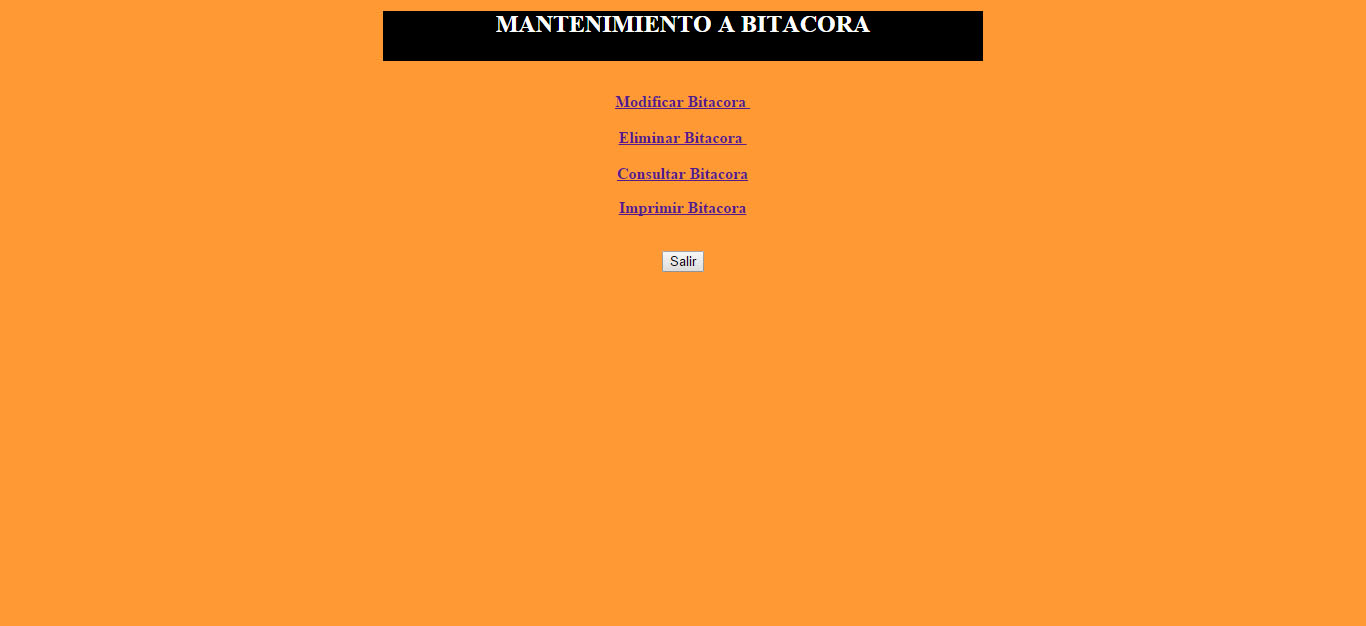 MANTENIMIENTO A BITACORA
Modificar Bitacora
Eliminar Bitacora
Consultar Bitacora
Imprimir Bitacora
Salir